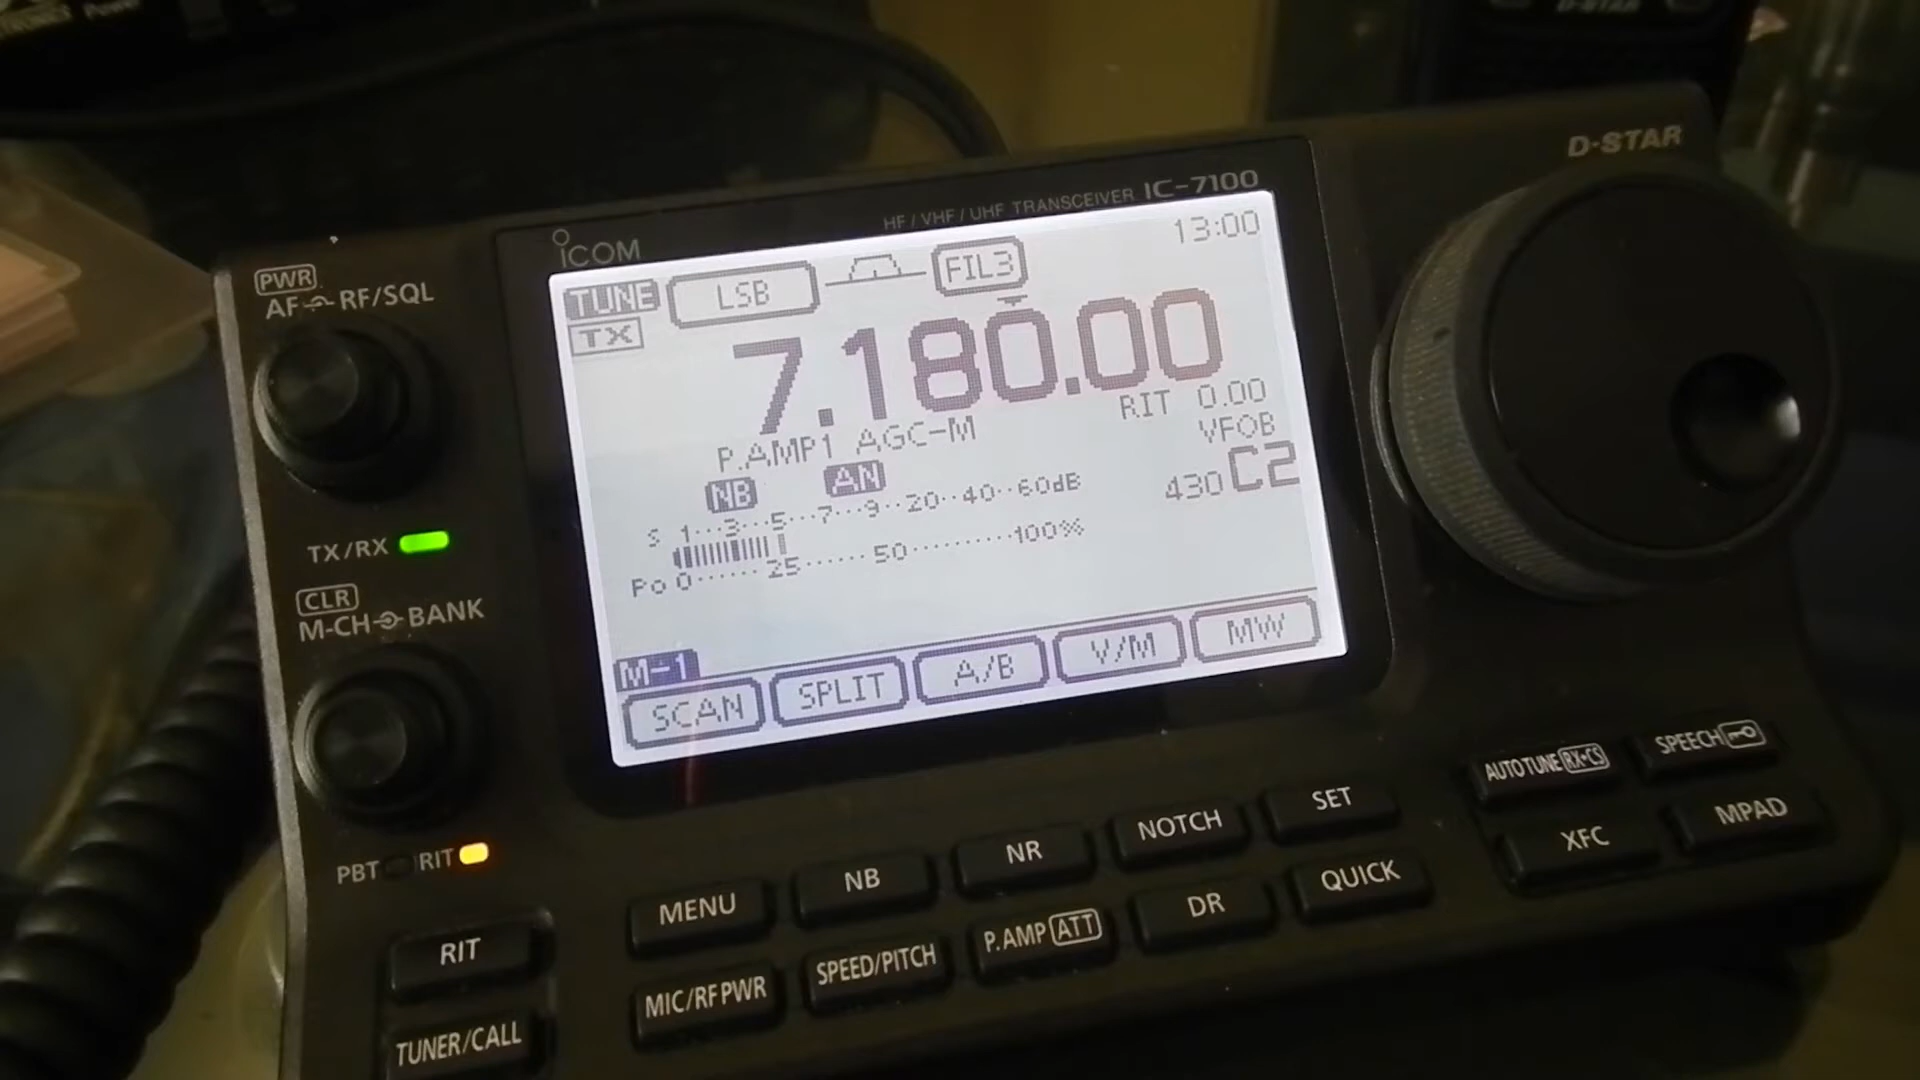 Power
D-STAR
D-STAR
HF / VHF / UHF TRANSCEIVER IC-7100
ICOM
PWR
AF RF/SQL
13:00
TUNE LSB FIL3
TX
7.180.00
RIT 0.00
P.AMP1 AGC-M
VFOB
NB AN
430 C2
S 1···3···5···7···9··20··40··60dB
Po 0······25······50··········100%
TX/RX
CLR
M-CH BANK
M-1
SCAN SPLIT A/B V/M MW
PBT RIT
AUTOTUNE RX→CS SPEECH
MENU NB NR NOTCH SET
XFC MPAD
RIT
MIC/RF PWR SPEED/PITCH P.AMP ATT DR QUICK
TUNER/CALL